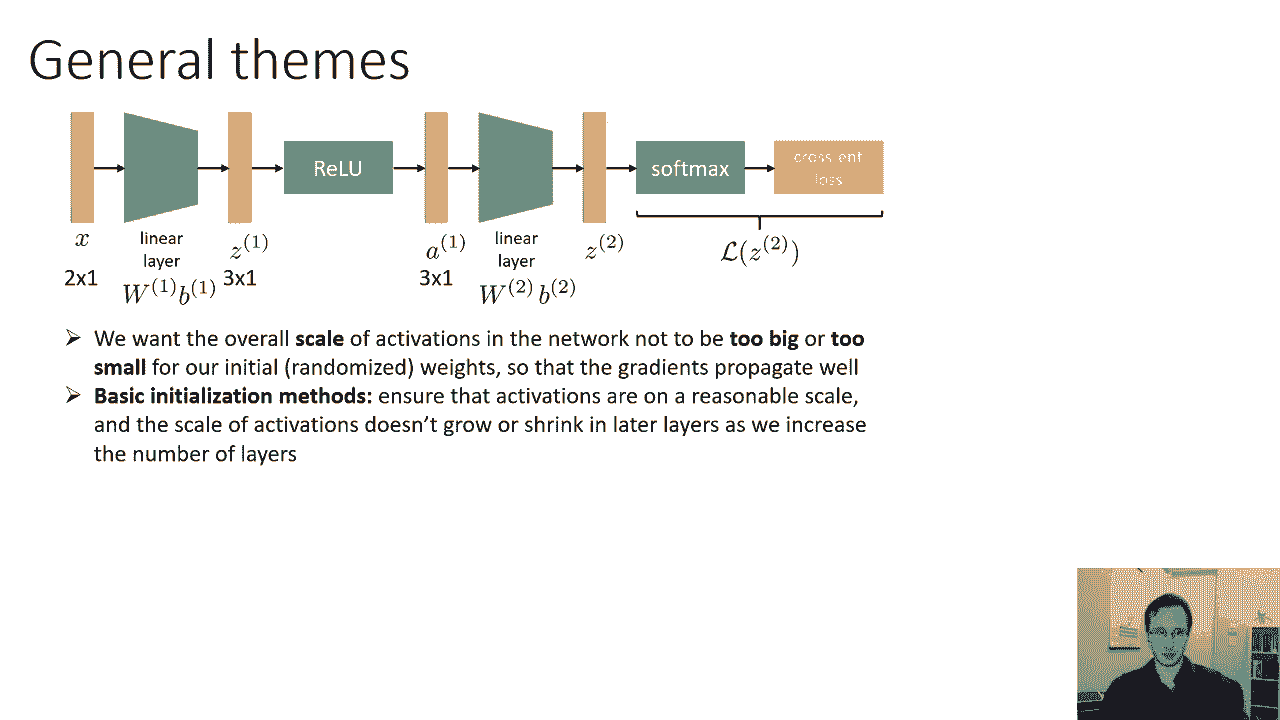 General themes
ReLU
softmax
cross ent
loss
x
linear
layer
z^(1)
a^(1)
linear
layer
z^(2)
L(z^(2))
2x1
W^(1) b^(1)
3x1
3x1
W^(2) b^(2)
➢ We want the overall scale of activations in the network not to be too big or too
small for our initial (randomized) weights, so that the gradients propagate well
➢ Basic initialization methods: ensure that activations are on a reasonable scale,
and the scale of activations doesn't grow or shrink in later layers as we increase
the number of layers